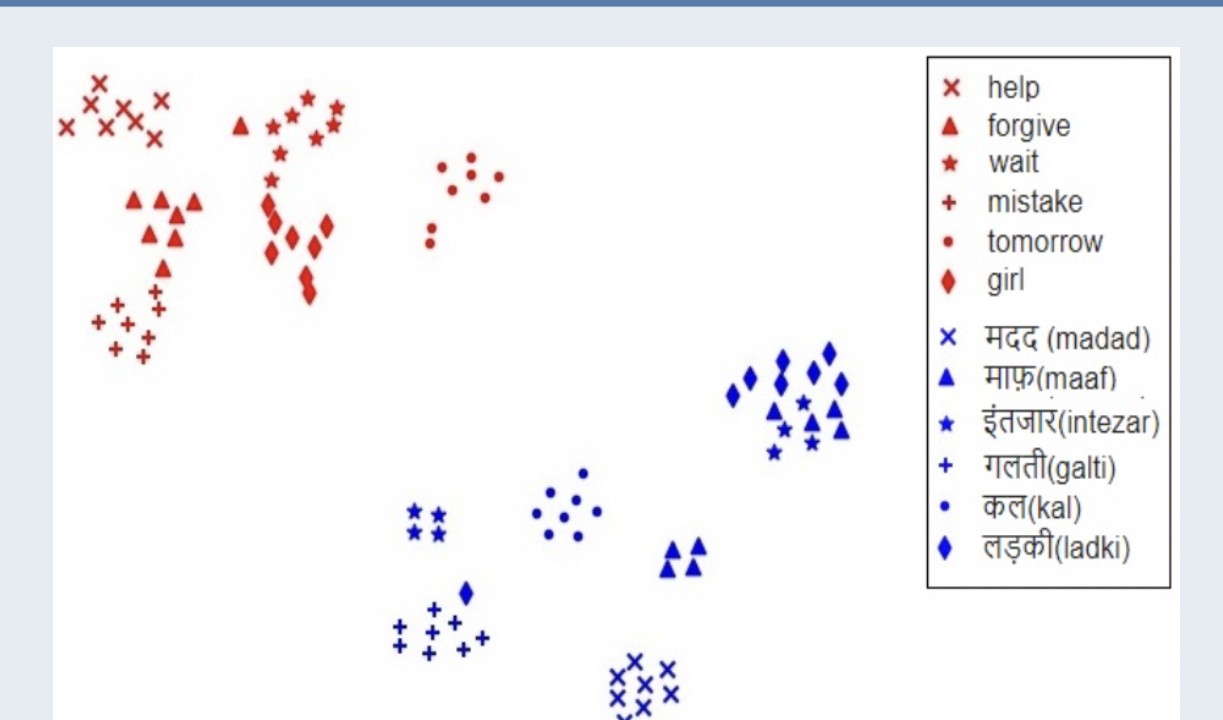 help
forgive
wait
mistake
tomorrow
girl
मदद (madad)
माफ़(maaf)
इंतजार(intezar)
गलती(galti)
कल(kal)
लड़की(ladki)